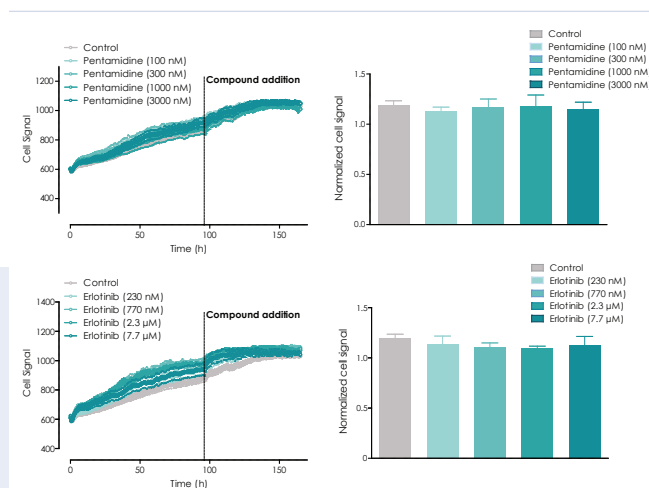 Control
Pentamidine (100 nM)
Pentamidine (300 nM)
Pentamidine (1000 nM)
Pentamidine (3000 nM)
Compound addition
1200
1000
800
600
400
Cell Signal
0
50
100
150
Time (h)
Control
Pentamidine (100 nM)
Pentamidine (300 nM)
Pentamidine (1000 nM)
Pentamidine (3000 nM)
1.5
1.0
0.5
0.0
Normalized cell signal
Control
Erlotinib (230 nM)
Erlotinib (770 nM)
Erlotinib (2.3 µM)
Erlotinib (7.7 µM)
Compound addition
1400
1200
1000
800
600
400
Cell Signal
0
50
100
150
Time (h)
Control
Erlotinib (230 nM)
Erlotinib (770 nM)
Erlotinib (2.3 µM)
Erlotinib (7.7 µM)
1.5
1.0
0.5
0.0
Normalized cell signal